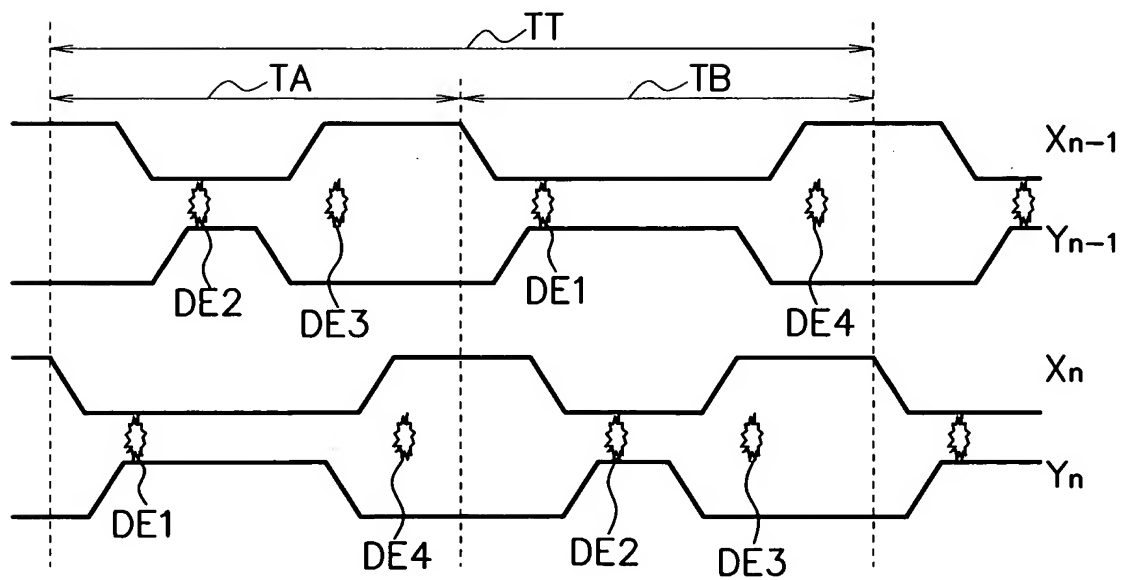 TT
TA TB
Xn-1
Yn-1
DE2 DE3 DE1 DE4
Xn
Yn
DE1 DE4 DE2 DE3